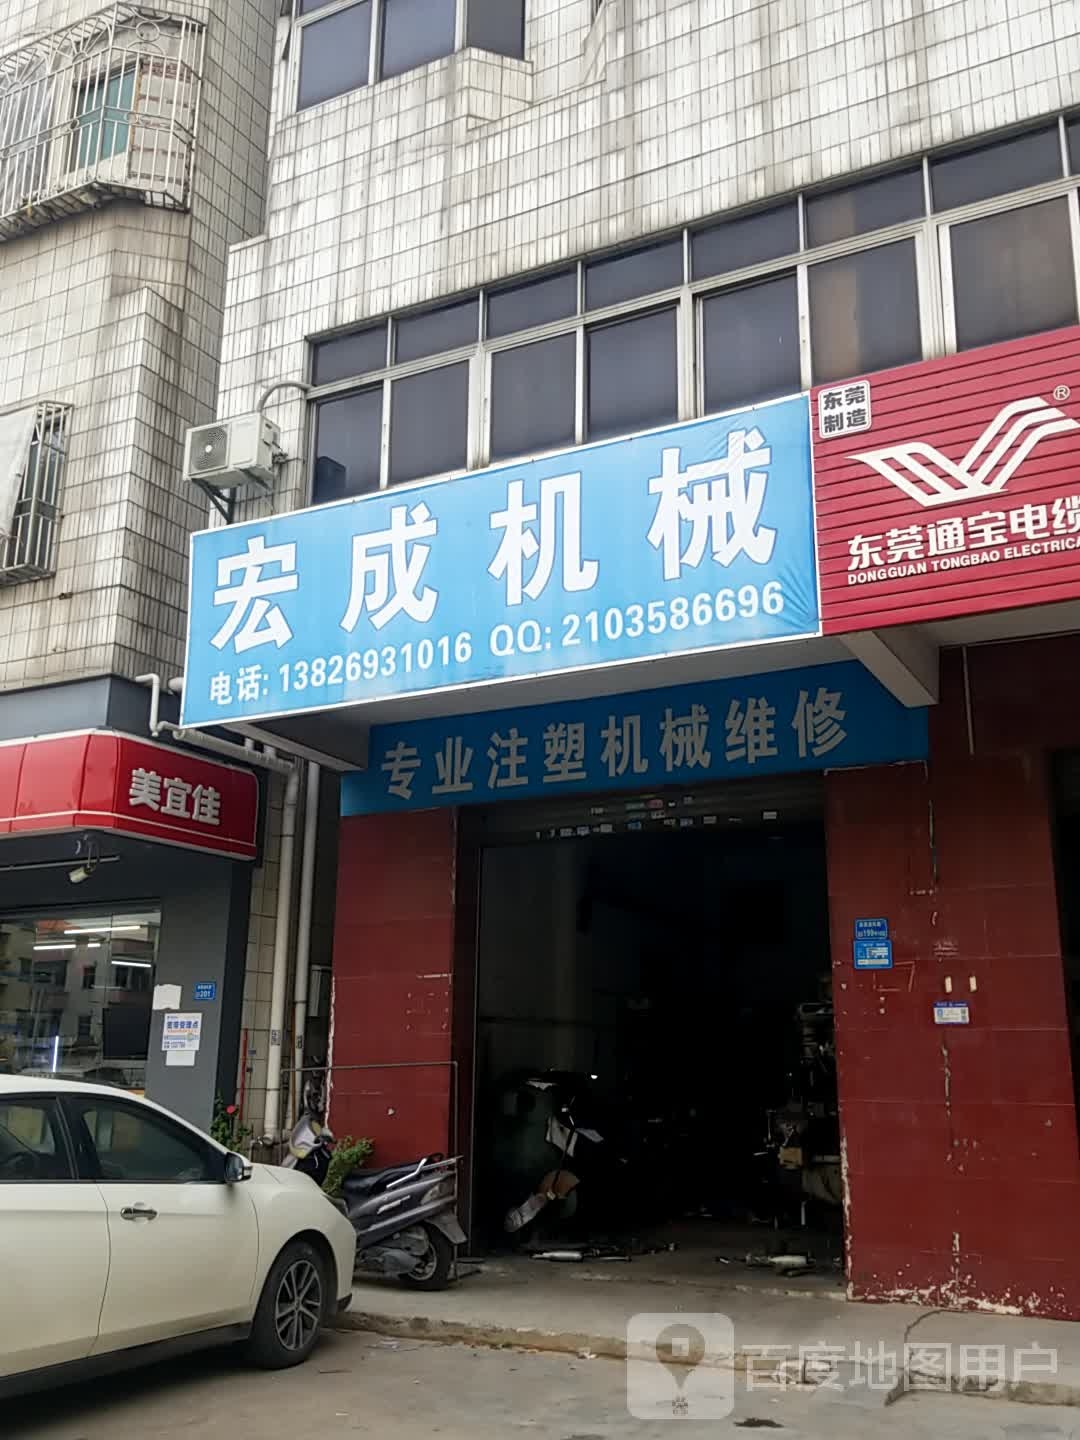 宏成机械
电话: 13826931016 QQ: 2103586696
专业注塑机械维修
东莞
制造
®
东莞通宝电缆
DONGGUAN TONGBAO ELECTRICA
美宜佳
201
199
百度地图用户